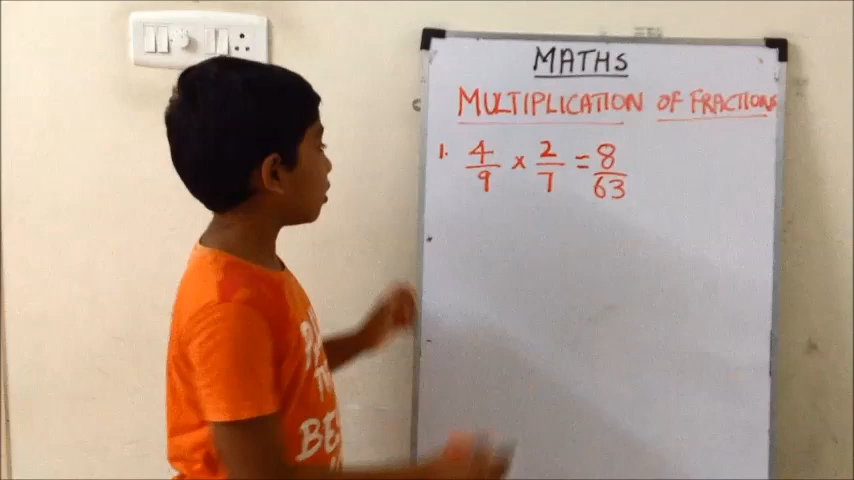 MATHS
MULTIPLICATION OF FRACTIONS
1. 4/9 × 2/7 = 8/63